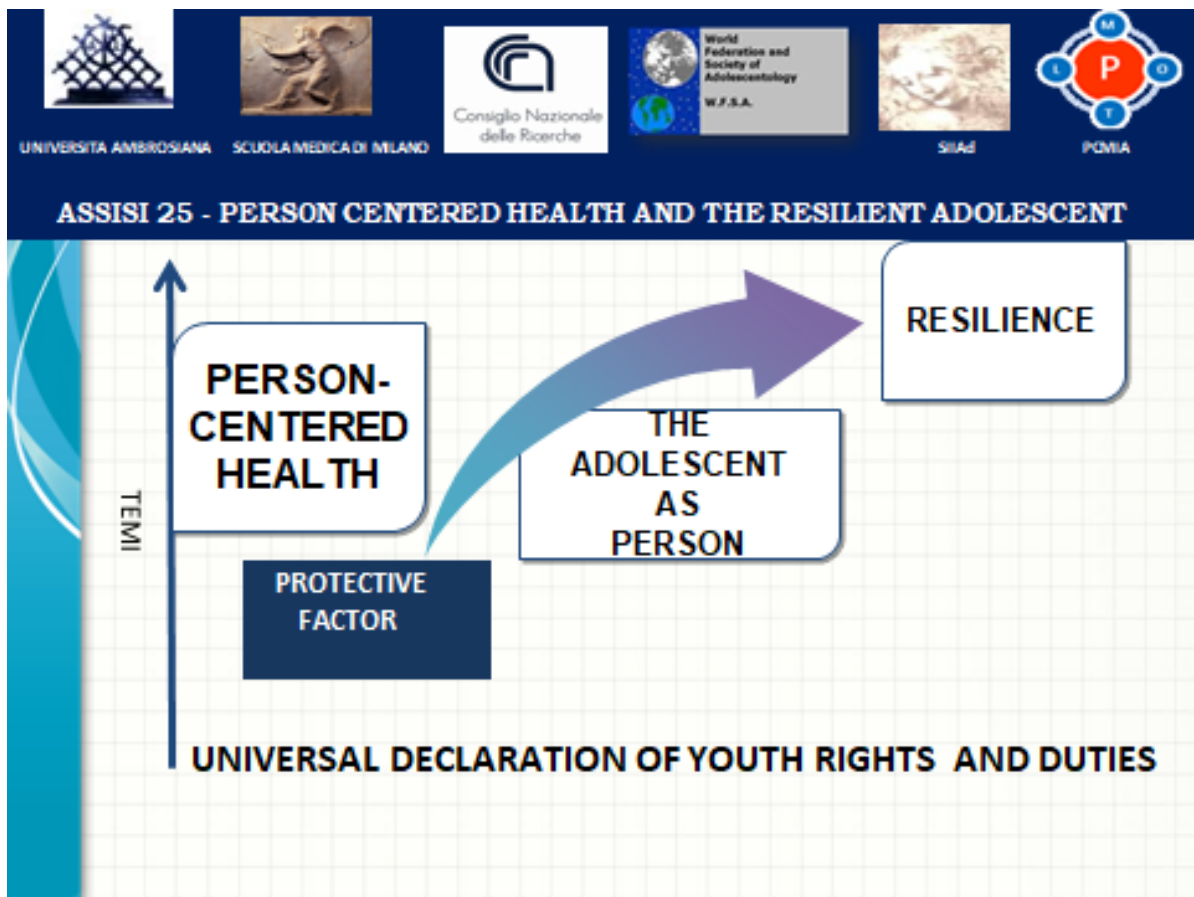 UNIVERSITA AMBROSIANA
SCUOLA MEDICA DI MILANO
Consiglio Nazionale
delle Ricerche
World
Federation and
Society of
Adolescentology
W.F.S.A.
SIIAd
M
L P O
T
PCMIA
ASSISI 25 - PERSON CENTERED HEALTH AND THE RESILIENT ADOLESCENT
RESILIENCE
PERSON-
CENTERED
HEALTH
THE
ADOLESCENT
AS
PERSON
TEMI
PROTECTIVE
FACTOR
UNIVERSAL DECLARATION OF YOUTH RIGHTS AND DUTIES